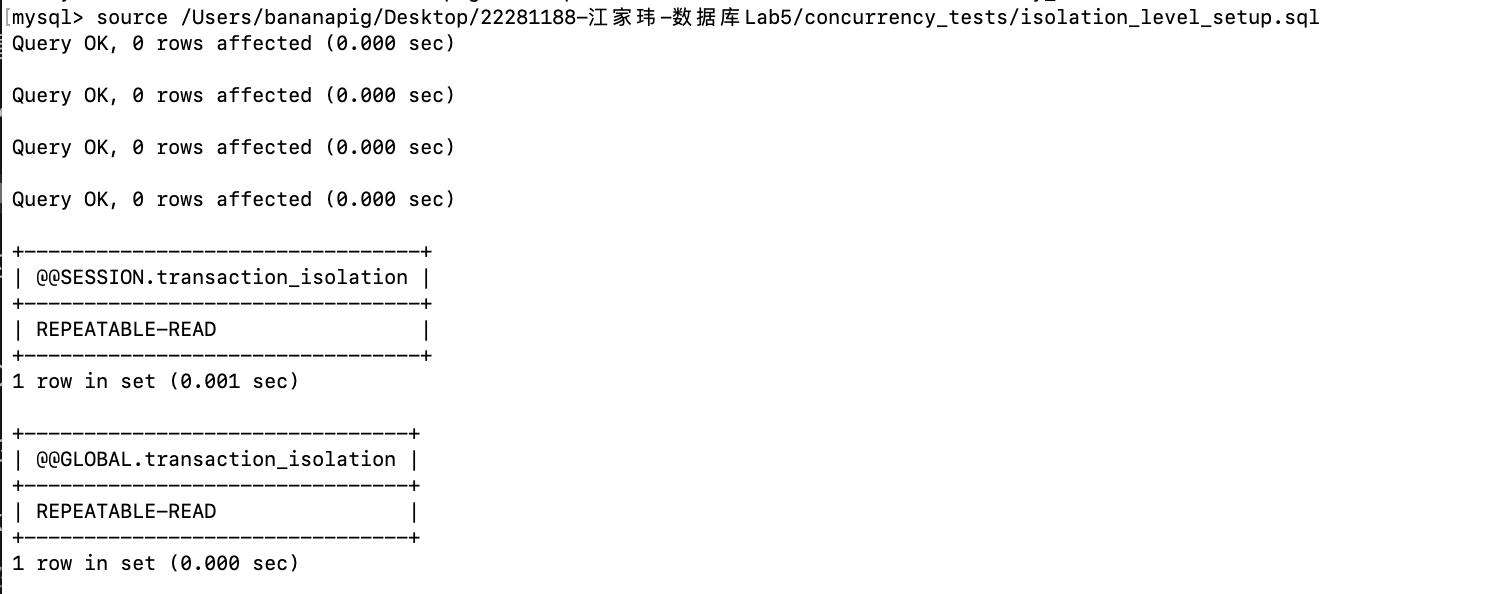 [mysql> source /Users/bananapig/Desktop/22281188-江家玮-数据库Lab5/concurrency_tests/isolation_level_setup.sql
Query OK, 0 rows affected (0.000 sec)
Query OK, 0 rows affected (0.000 sec)
Query OK, 0 rows affected (0.000 sec)
Query OK, 0 rows affected (0.000 sec)
+---------------------------------+
| @@SESSION.transaction_isolation |
+---------------------------------+
| REPEATABLE-READ                 |
+---------------------------------+
1 row in set (0.001 sec)
+--------------------------------+
| @@GLOBAL.transaction_isolation |
+--------------------------------+
| REPEATABLE-READ                |
+--------------------------------+
1 row in set (0.000 sec)